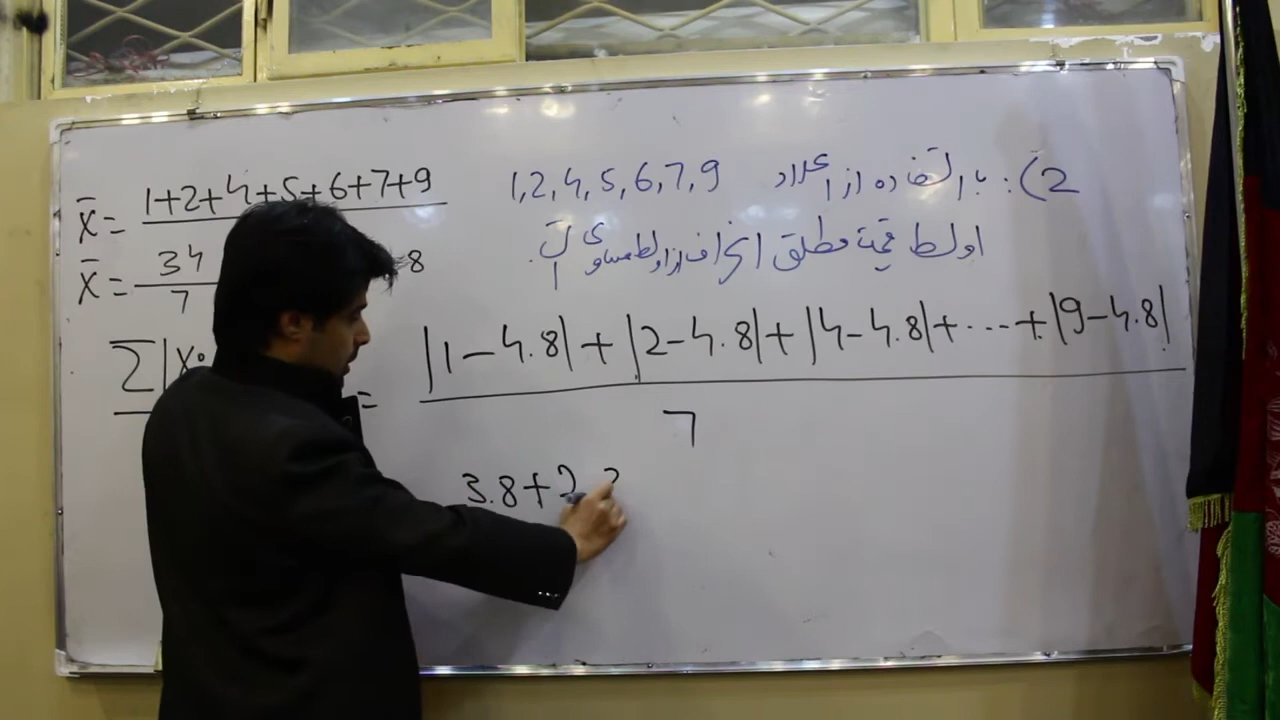 2): با استفاده از اعداد 1,2,4,5,6,7,9
اوسط قیمت مطلق انحراف از اوسط مساوی است
X̄ = 1+2+4+5+6+7+9
X̄ = 34/7 8
Σ|X = (|1-4.8| + |2-4.8| + |4-4.8| + ... + |9-4.8|) / 7
3.8+2